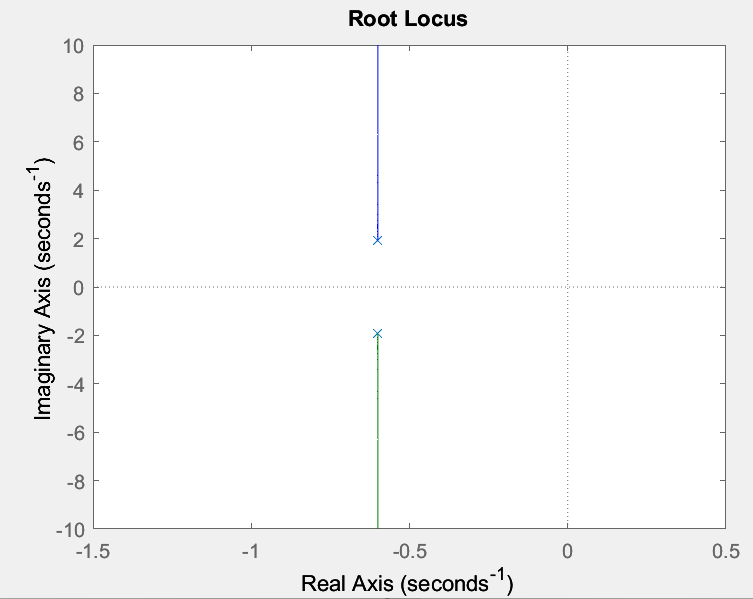 Root Locus
10
8
6
4
2
0
-2
-4
-6
-8
-10
Imaginary Axis (seconds⁻¹)
-1.5 -1 -0.5 0 0.5
Real Axis (seconds⁻¹)